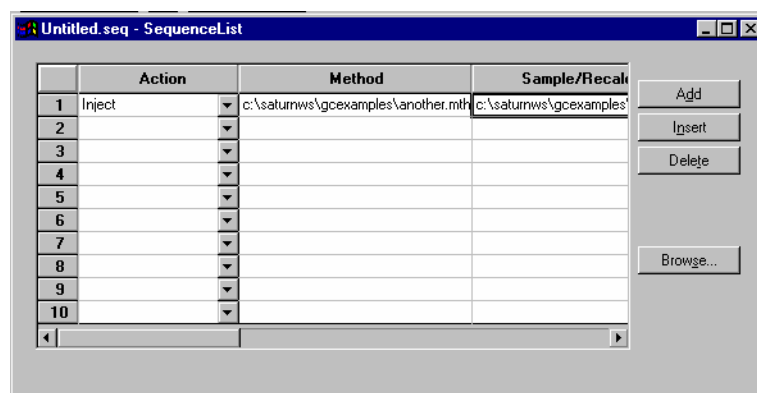 Untitled.seq - SequenceList
Action Method Sample/Recalc
1 Inject c:\saturnws\gcexamples\another.mth c:\saturnws\gcexamples\
2
3
4
5
6
7
8
9
10
Add
Insert
Delete
Browse...